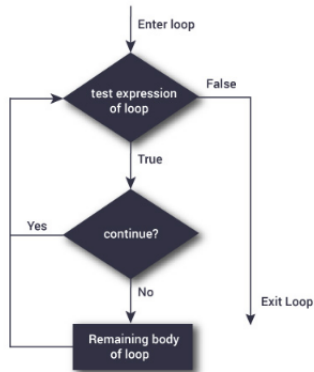 Enter loop
test expression
of loop
False
True
Yes
continue?
No
Exit Loop
Remaining body
of loop